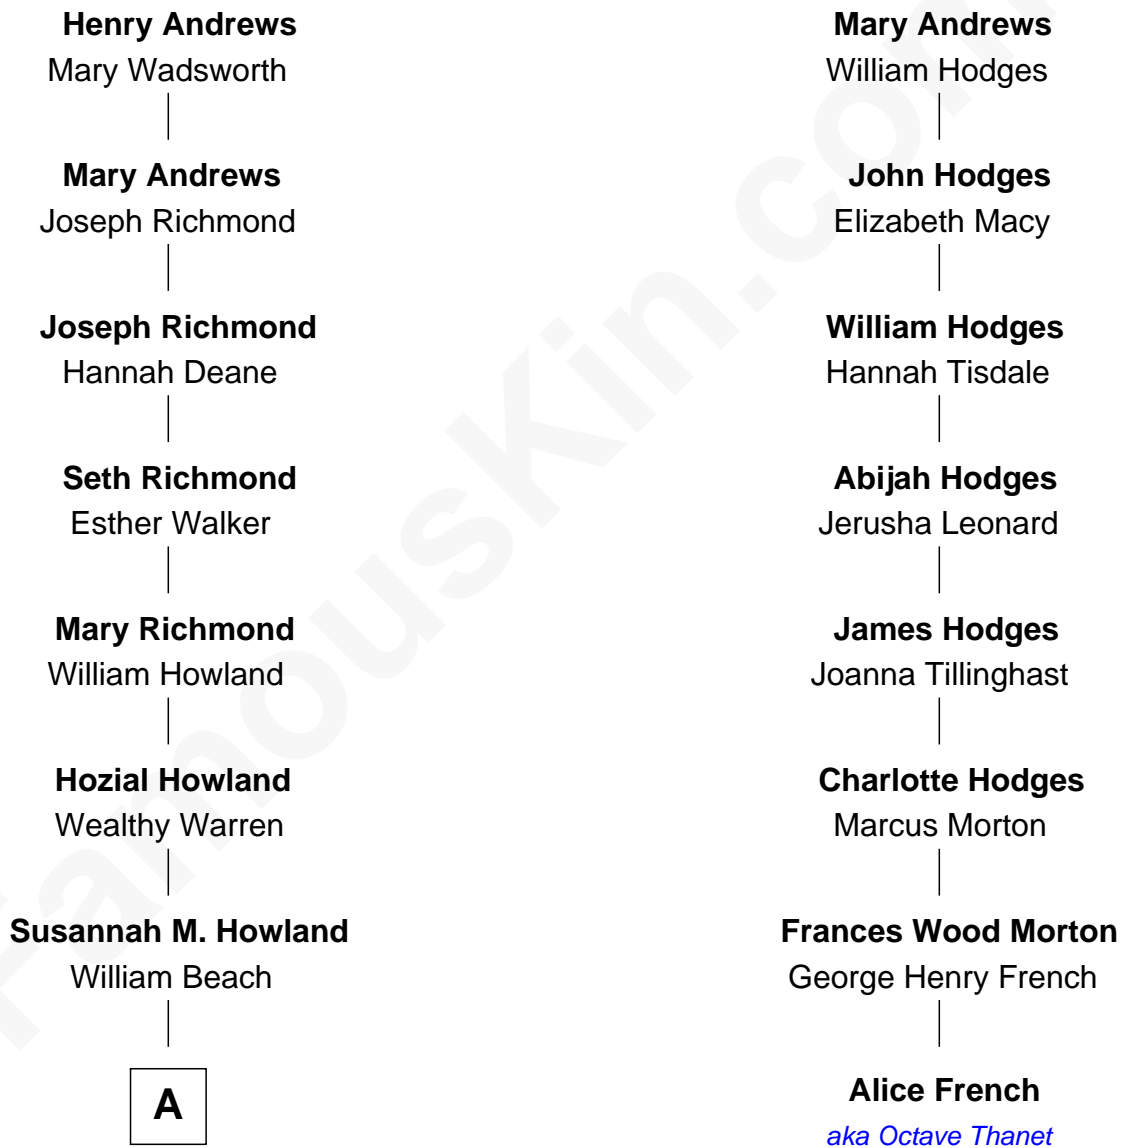 Henry Andrews
Mary Wadsworth
Mary Andrews
Joseph Richmond
Joseph Richmond
Hannah Deane
Seth Richmond
Esther Walker
Mary Richmond
William Howland
Hozial Howland
Wealthy Warren
Susannah M. Howland
William Beach
A
Mary Andrews
William Hodges
John Hodges
Elizabeth Macy
William Hodges
Hannah Tisdale
Abijah Hodges
Jerusha Leonard
James Hodges
Joanna Tillinghast
Charlotte Hodges
Marcus Morton
Frances Wood Morton
George Henry French
Alice French
aka Octave Thanet
FamousKin.com